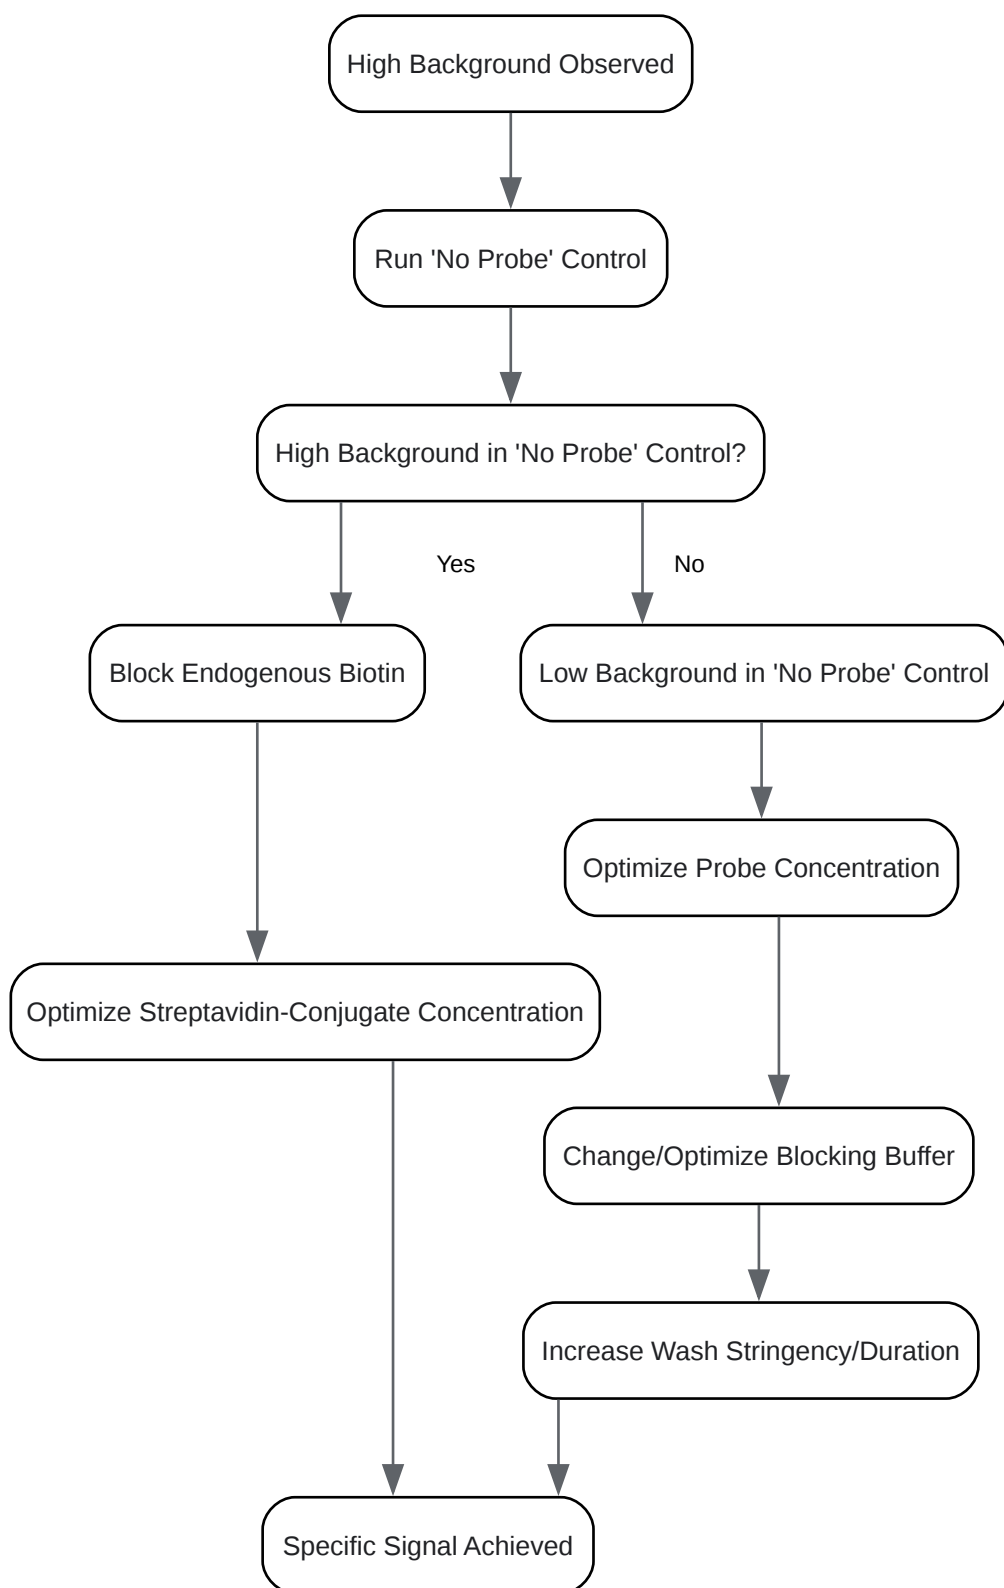 High Background Observed
Run 'No Probe' Control
High Background in 'No Probe' Control?
Yes
No
Block Endogenous Biotin
Low Background in 'No Probe' Control
Optimize Probe Concentration
Optimize Streptavidin-Conjugate Concentration
Change/Optimize Blocking Buffer
Increase Wash Stringency/Duration
Specific Signal Achieved